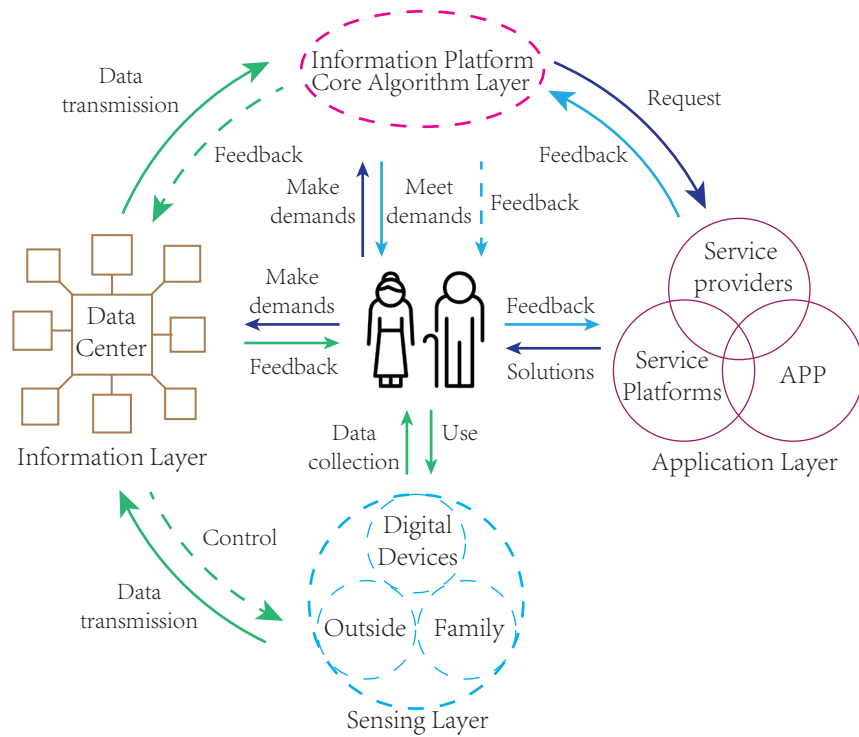 Information Platform
Core Algorithm Layer
Data
transmission
Feedback
Request
Feedback
Make
demands
Meet
demands
Feedback
Service
providers
Service
Platforms
APP
Application Layer
Data
Center
Information Layer
Make
demands
Feedback
Feedback
Solutions
Data
collection
Use
Control
Data
transmission
Digital
Devices
Outside
Family
Sensing Layer